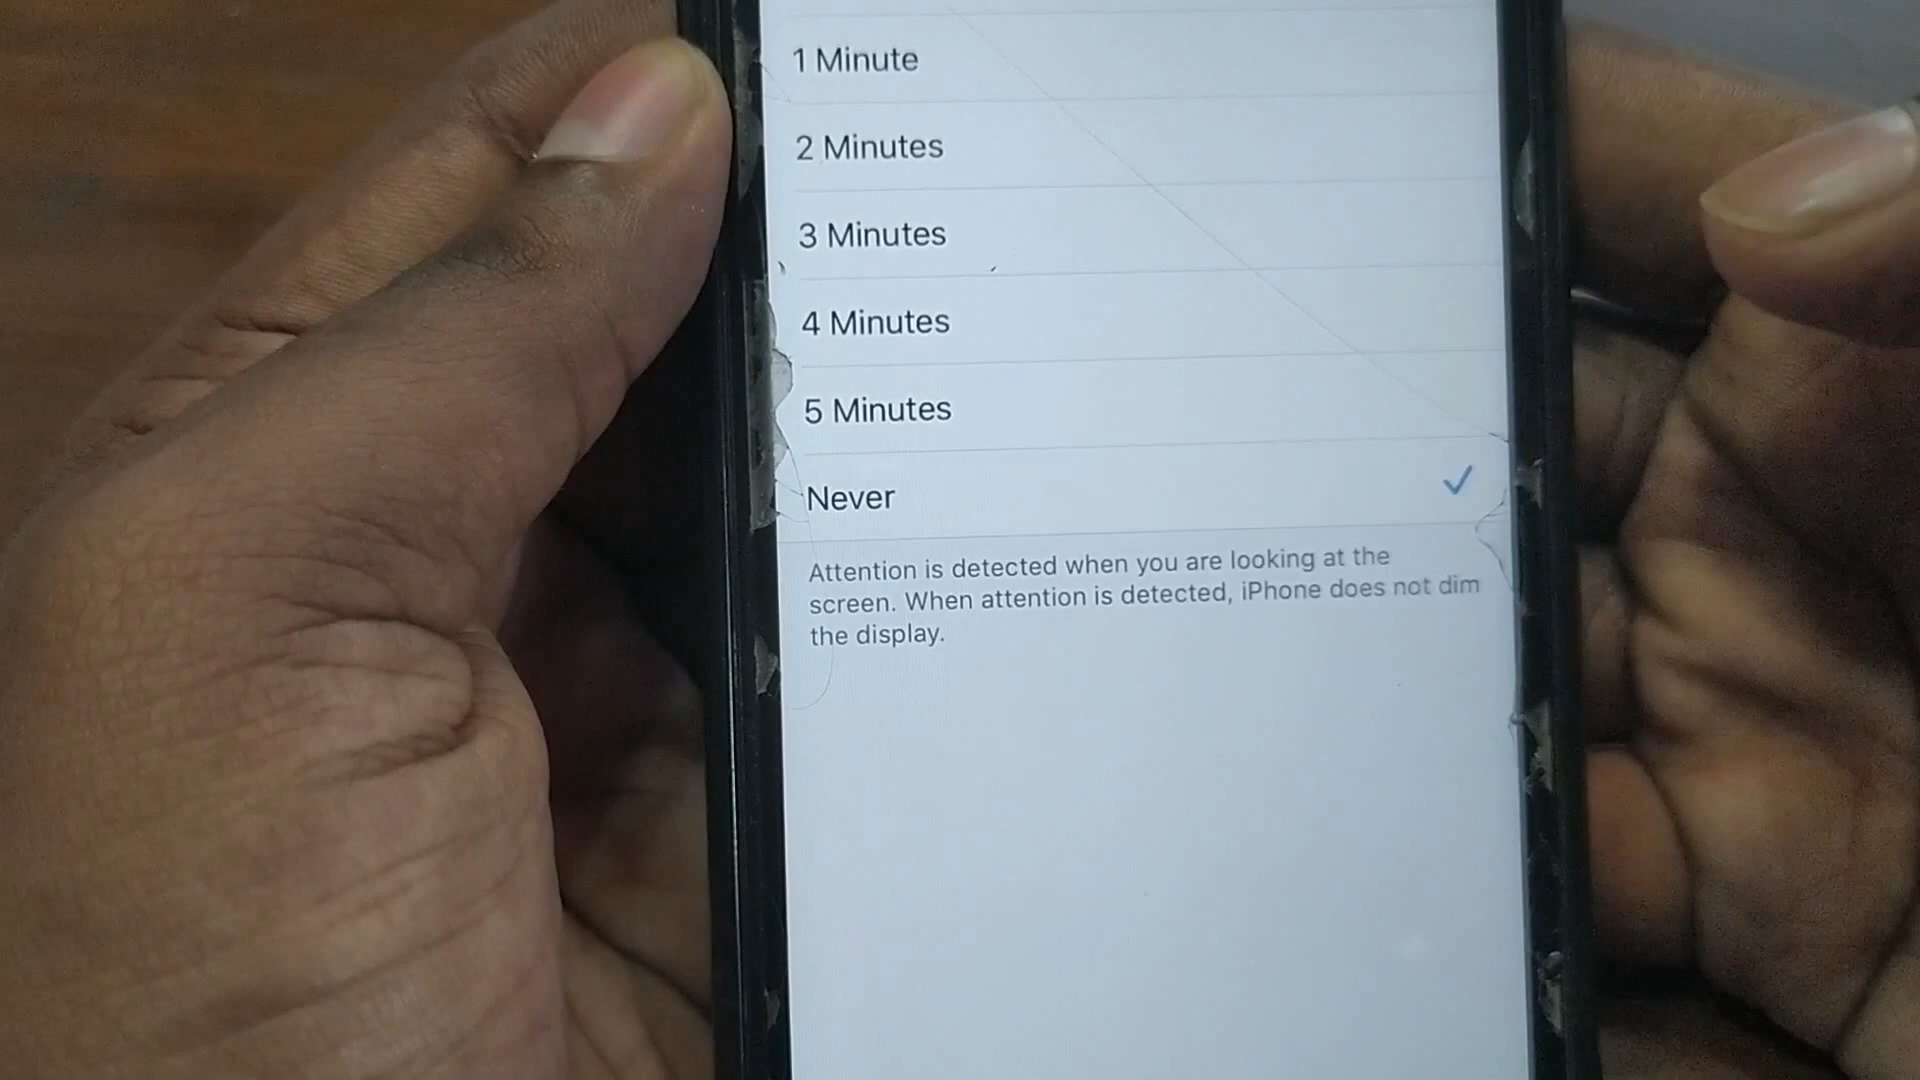 1 Minute
2 Minutes
3 Minutes
4 Minutes
5 Minutes
Never
Attention is detected when you are looking at the
screen. When attention is detected, iPhone does not dim
the display.